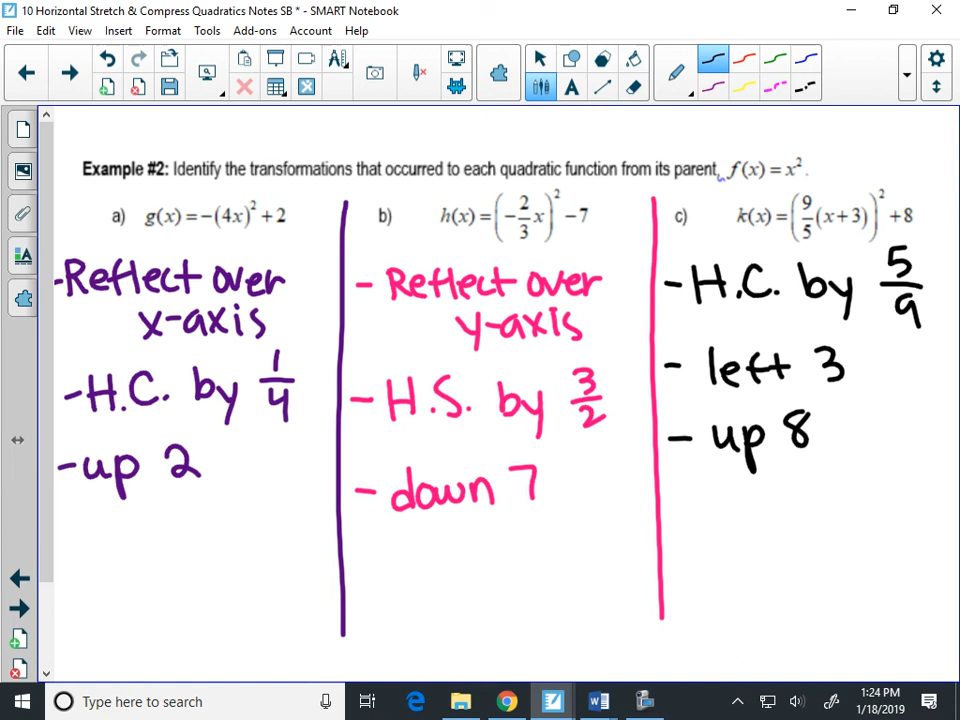 10 Horizontal Stretch & Compress Quadratics Notes SB * - SMART Notebook
File Edit View Insert Format Tools Add-ons Account Help
Example #2: Identify the transformations that occurred to each quadratic function from its parent, f(x) = x².
a) g(x) = −(4x)² + 2
-Reflect over
x-axis
-H.C. by 1/4
-up 2
b) h(x) = (−2/3 x)² − 7
- Reflect over
y-axis
- H.S. by 3/2
- down 7
c) k(x) = (9/5 (x+3))² + 8
- H.C. by 5/9
- left 3
- up 8
Type here to search
1:24 PM
1/18/2019